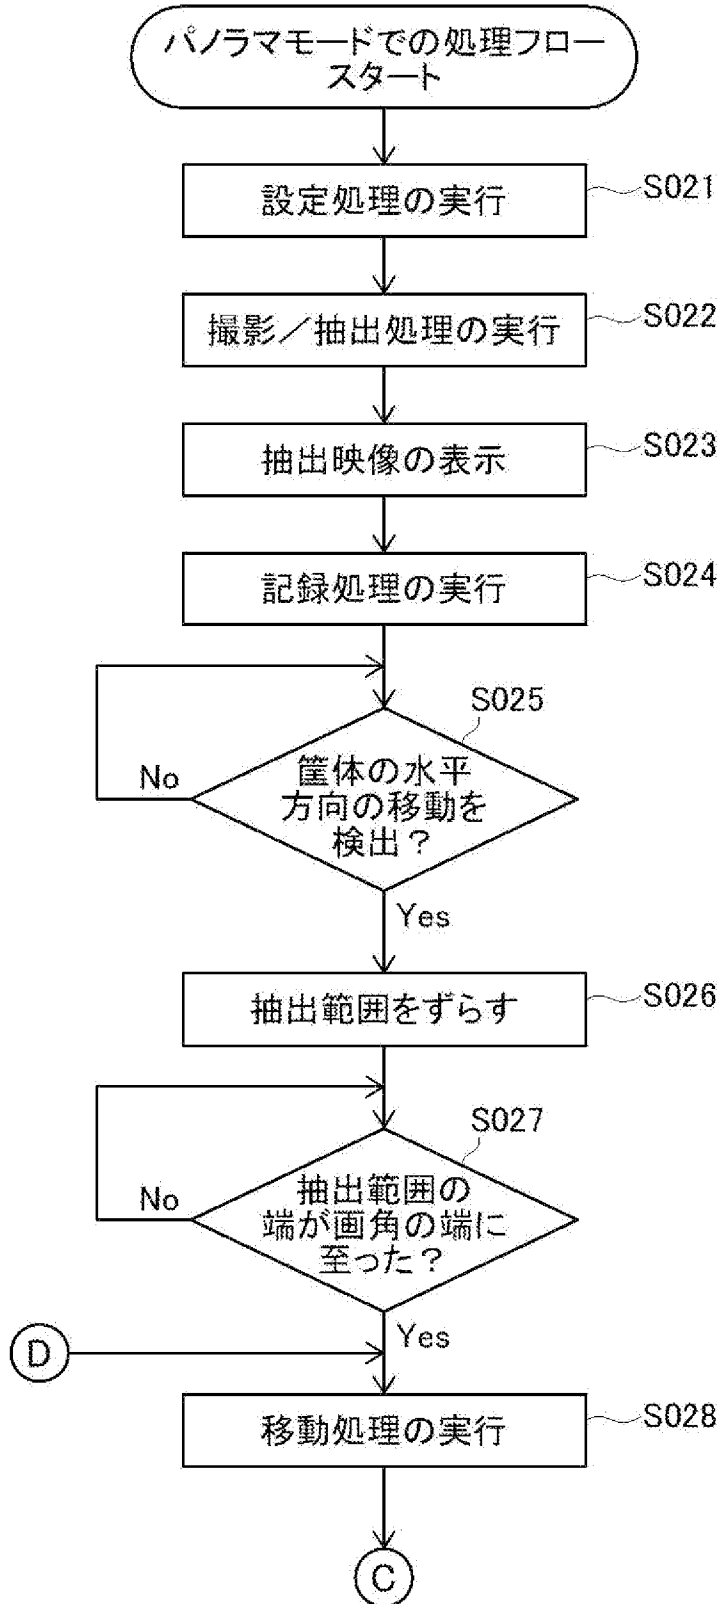 パノラマモードでの処理フロー
スタート
設定処理の実行
S021
撮影／抽出処理の実行
S022
抽出映像の表示
S023
記録処理の実行
S024
S025
筐体の水平
方向の移動を
検出？
No
Yes
抽出範囲をずらす
S026
S027
抽出範囲の
端が画角の端に
至った？
No
Yes
D
移動処理の実行
S028
C